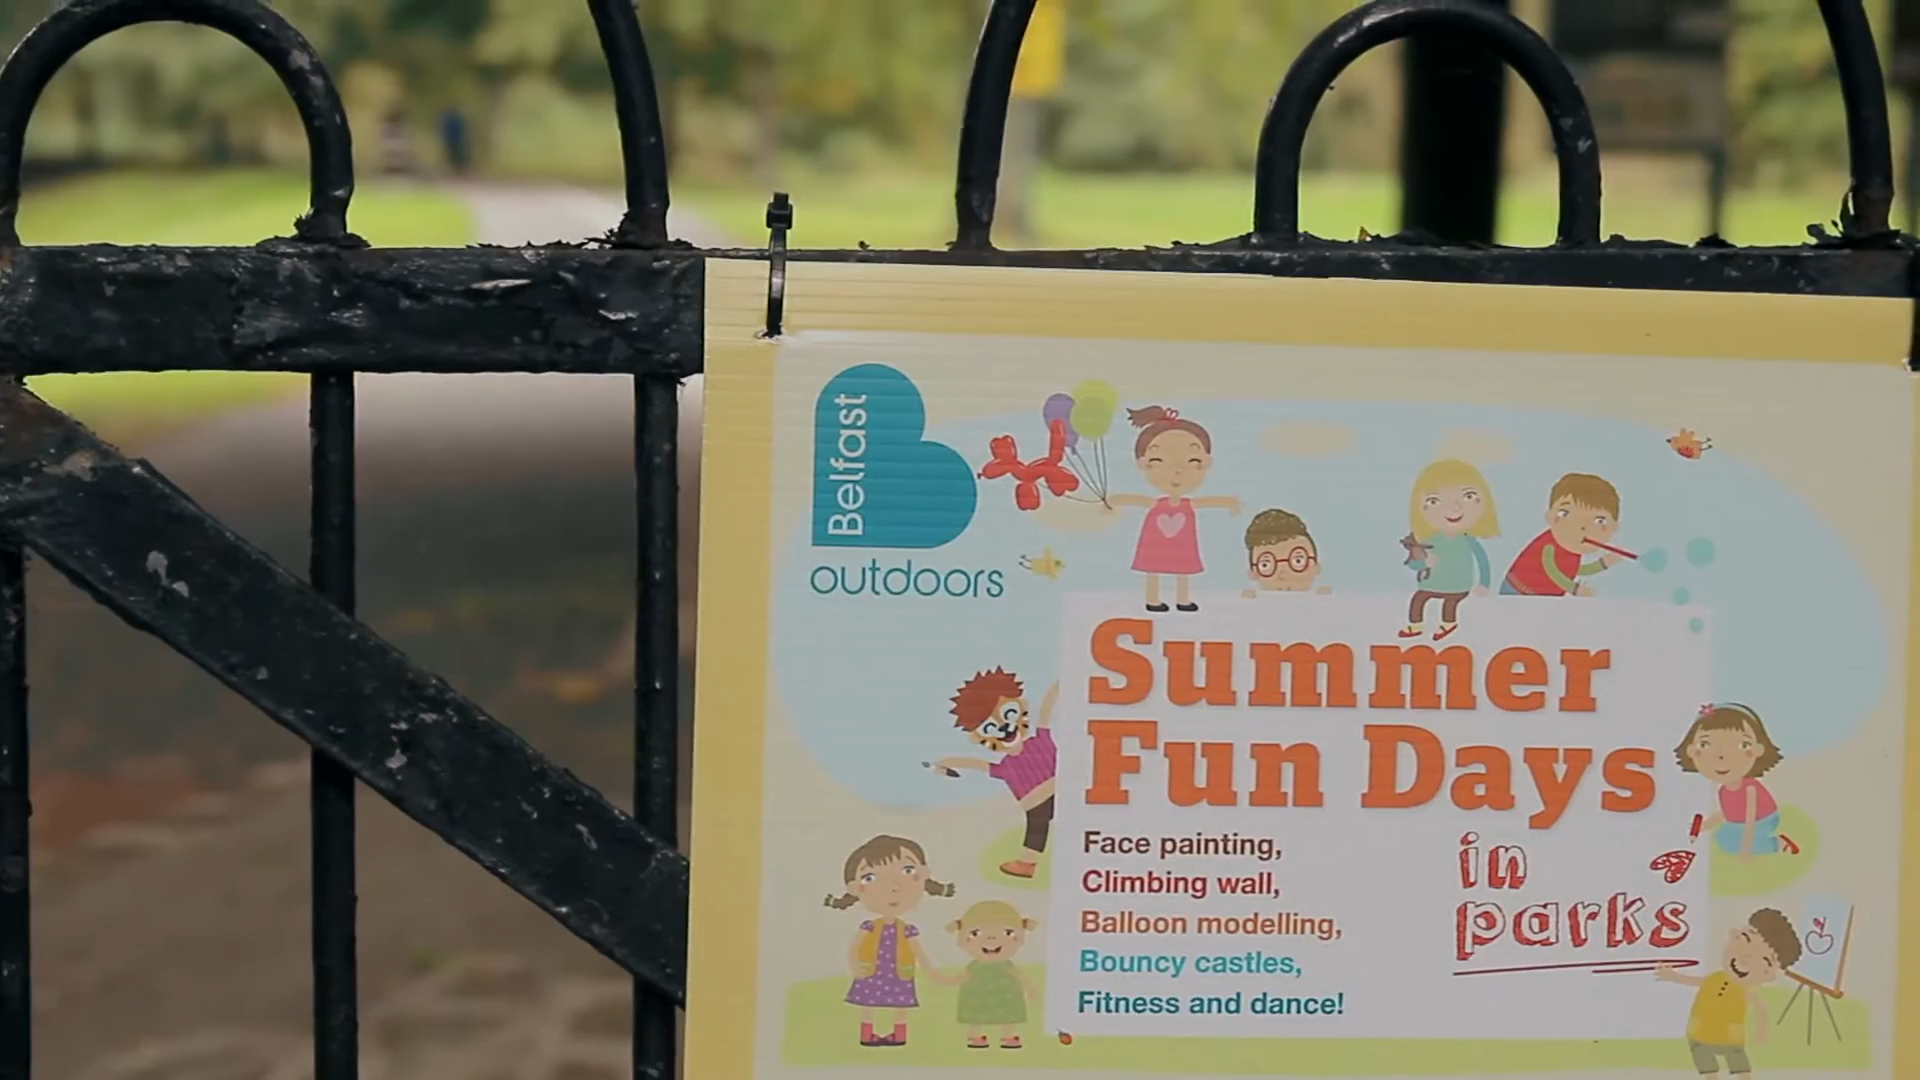 Belfast
outdoors
Summer
Fun Days
in
parks
Face painting,
Climbing wall,
Balloon modelling,
Bouncy castles,
Fitness and dance!